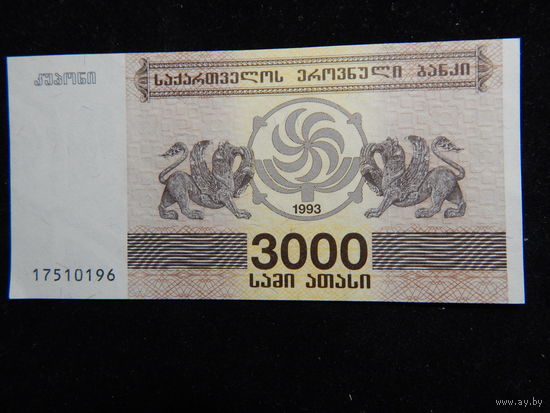 კუპონი
საქართველოს ეროვნული ბანკი
1993
3000
სამი ათასი
17510196
www.ay.by